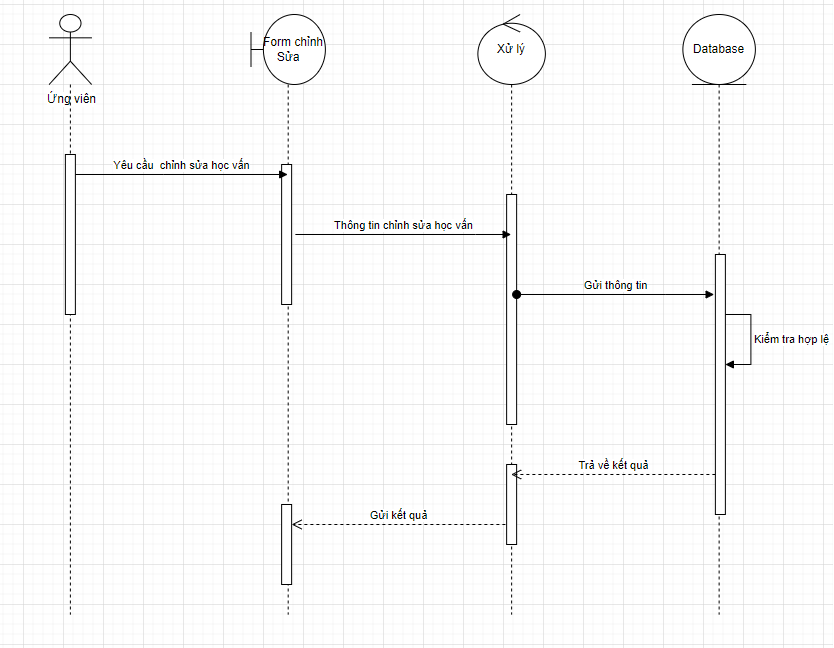 Form chỉnh
Sửa
Xử lý
Database
Ứng viên
Yêu cầu chỉnh sửa học vấn
Thông tin chỉnh sửa học vấn
Gửi thông tin
Kiểm tra hợp lệ
Trả về kết quả
Gửi kết quả